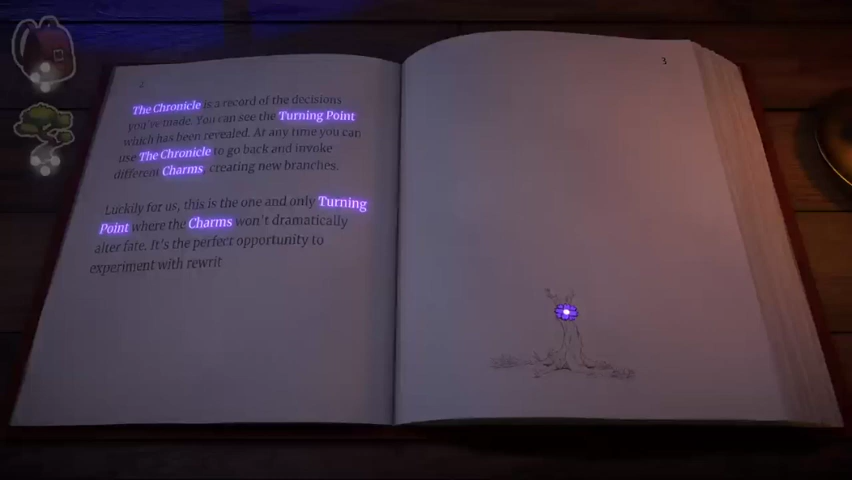 2
3
The Chronicle is a record of the decisions
you've made. You can see the Turning Point
which has been revealed. At any time you can
use The Chronicle to go back and invoke
different Charms, creating new branches.
Luckily for us, this is the one and only Turning
Point where the Charms won't dramatically
alter fate. It's the perfect opportunity to
experiment with rewrit